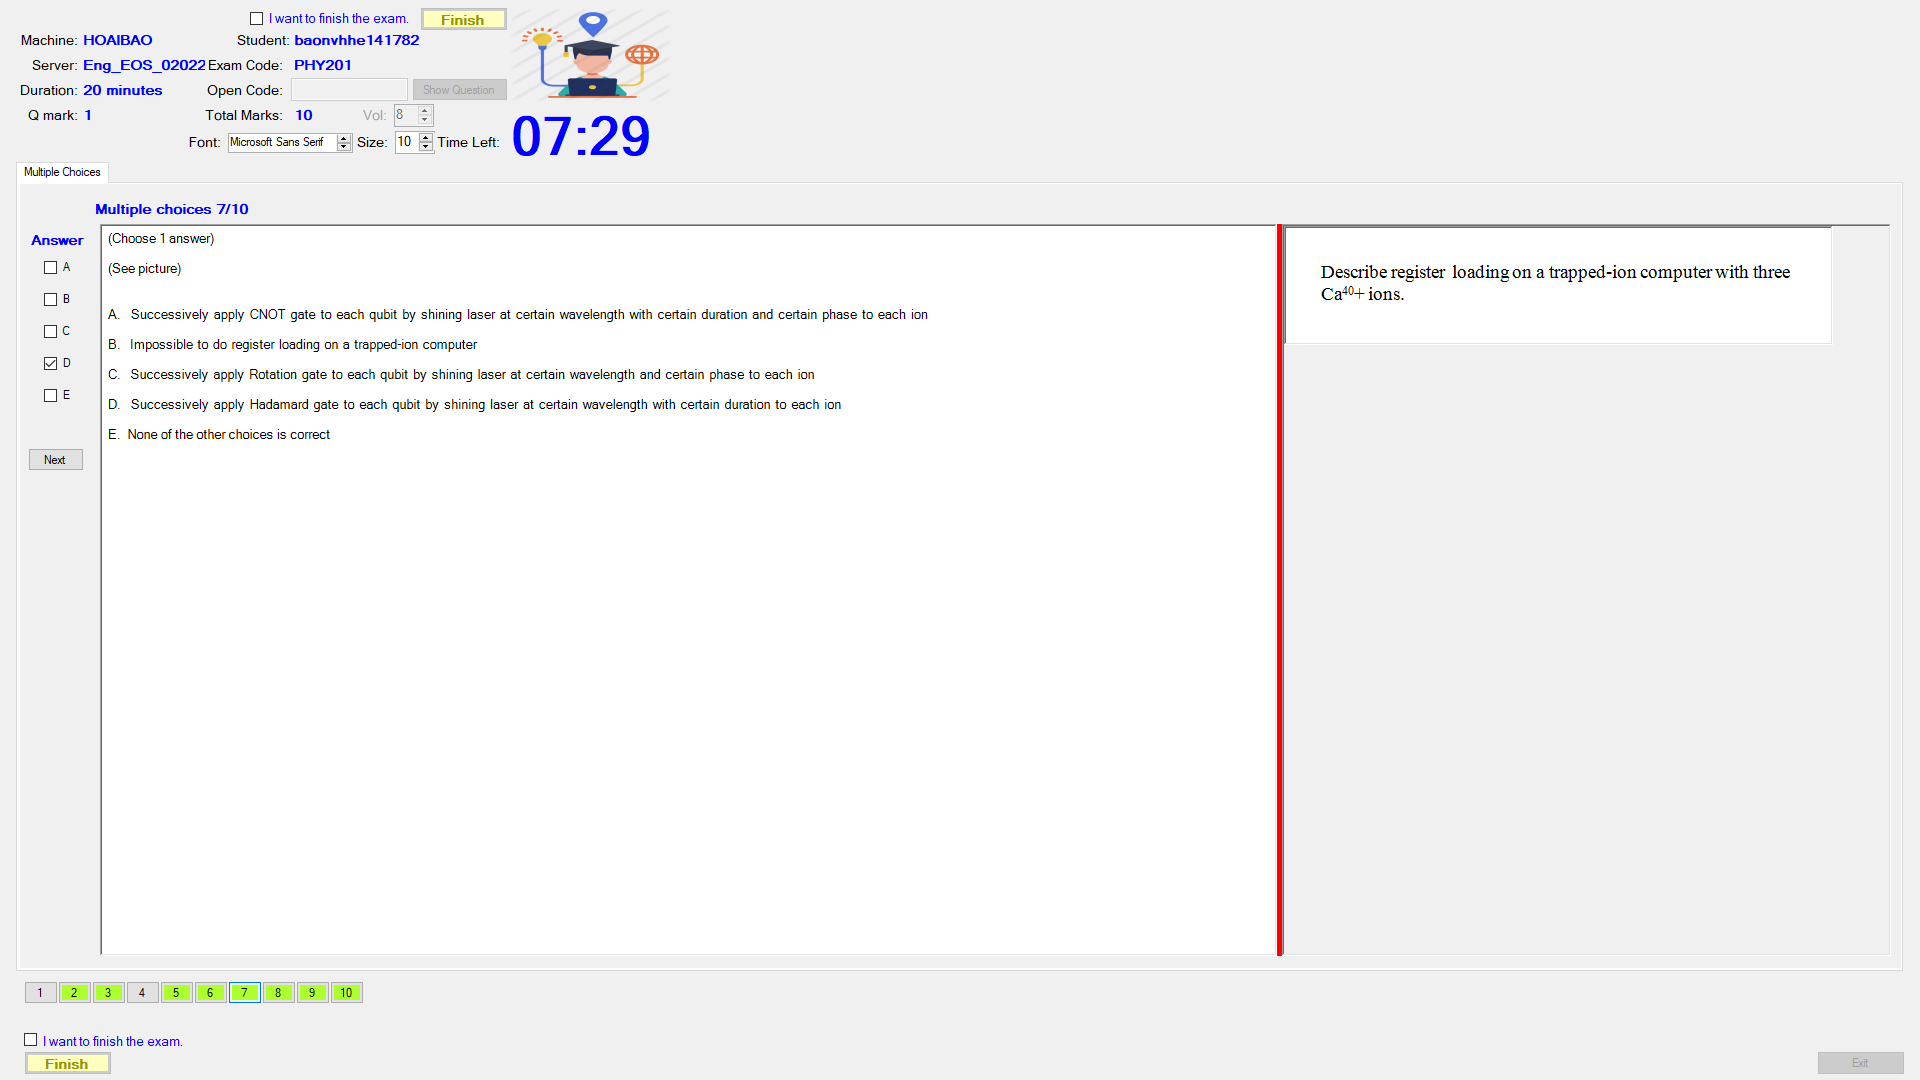 I want to finish the exam. Finish
Machine: HOAIBAO Student: baonvhhe141782
Server: Eng_EOS_02022 Exam Code: PHY201
Duration: 20 minutes Open Code: Show Question
Q mark: 1 Total Marks: 10 Vol: 8
Font: Microsoft Sans Serif Size: 10 Time Left: 07:29
Multiple Choices
Multiple choices 7/10
Answer
A
B
C
D
E
Next
(Choose 1 answer)
(See picture)
A. Successively apply CNOT gate to each qubit by shining laser at certain wavelength with certain duration and certain phase to each ion
B. Impossible to do register loading on a trapped-ion computer
C. Successively apply Rotation gate to each qubit by shining laser at certain wavelength and certain phase to each ion
D. Successively apply Hadamard gate to each qubit by shining laser at certain wavelength with certain duration to each ion
E. None of the other choices is correct
Describe register loading on a trapped-ion computer with three
Ca⁴⁰+ ions.
1 2 3 4 5 6 7 8 9 10
I want to finish the exam.
Finish
Exit